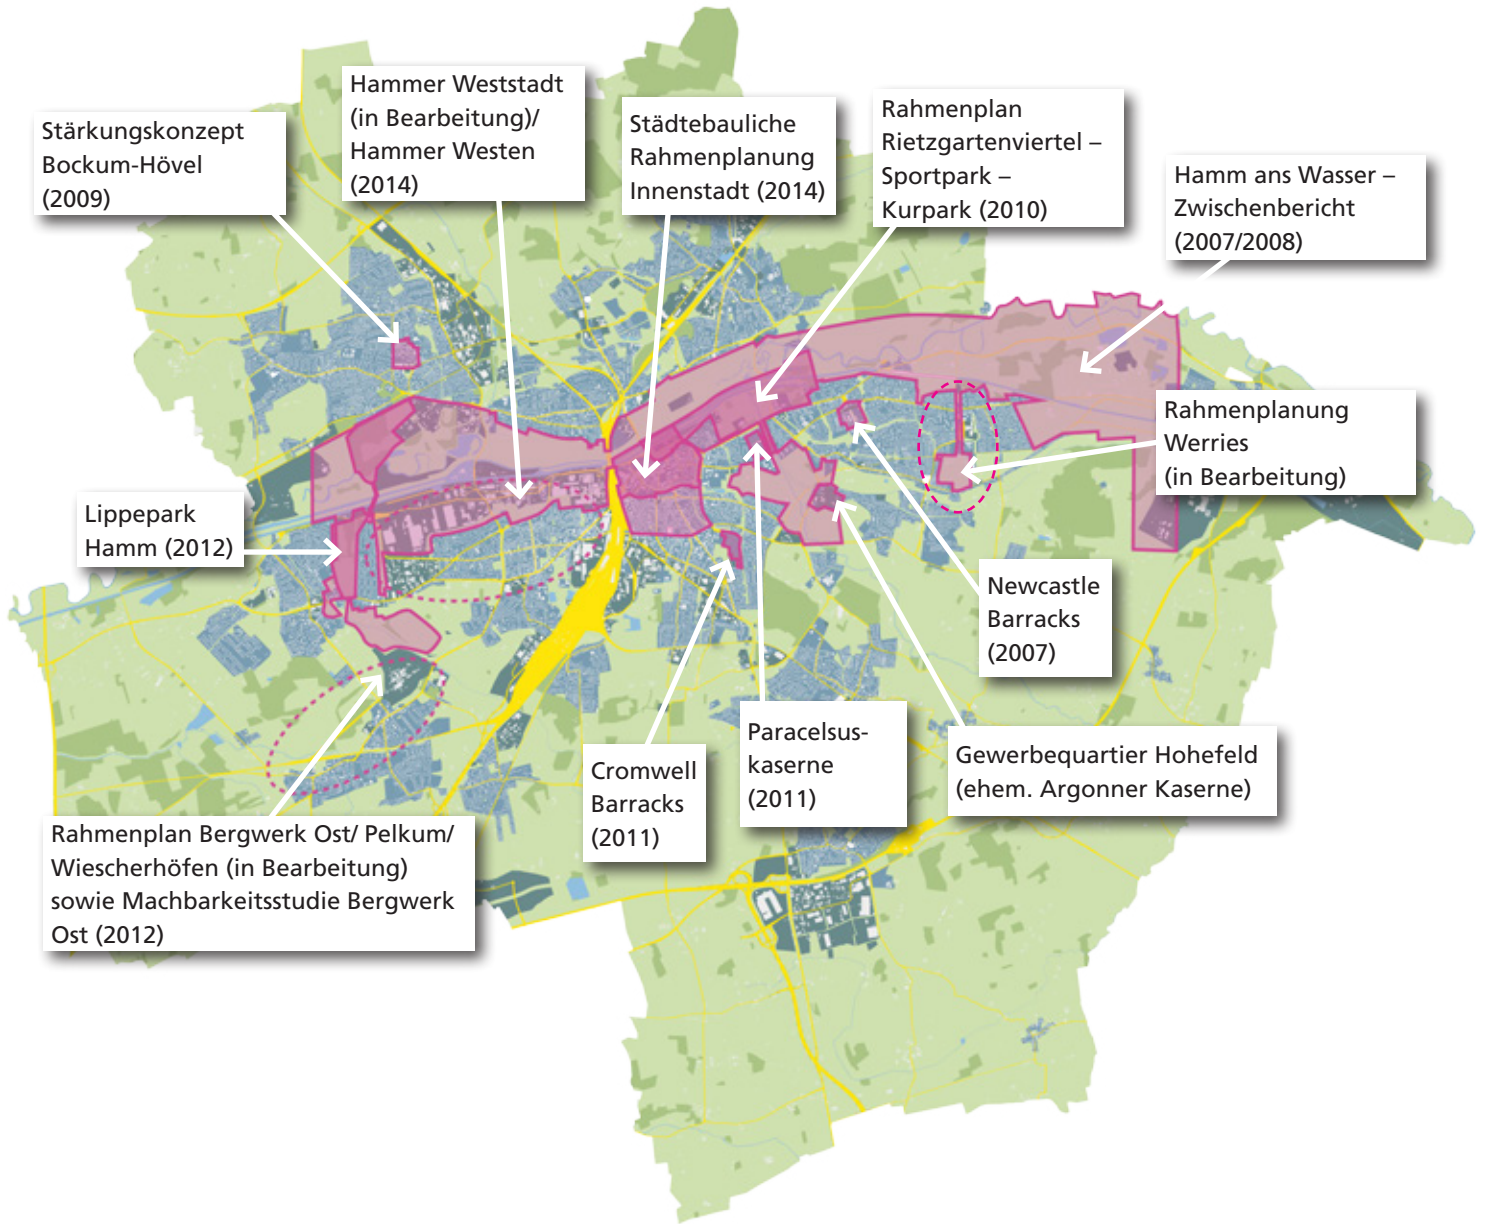 Hammer Weststadt
(in Bearbeitung)/
Hammer Westen
(2014)
Stärkungskonzept
Bockum-Hövel
(2009)
Städtebauliche
Rahmenplanung
Innenstadt (2014)
Rahmenplan
Rietzgartenviertel –
Sportpark –
Kurpark (2010)
Hamm ans Wasser –
Zwischenbericht
(2007/2008)
Rahmenplanung
Werries
(in Bearbeitung)
Lippepark
Hamm (2012)
Newcastle
Barracks
(2007)
Paracelsus-
kaserne
(2011)
Gewerbequartier Hohefeld
(ehem. Argonner Kaserne)
Cromwell
Barracks
(2011)
Rahmenplan Bergwerk Ost/ Pelkum/
Wiescherhöfen (in Bearbeitung)
sowie Machbarkeitsstudie Bergwerk
Ost (2012)